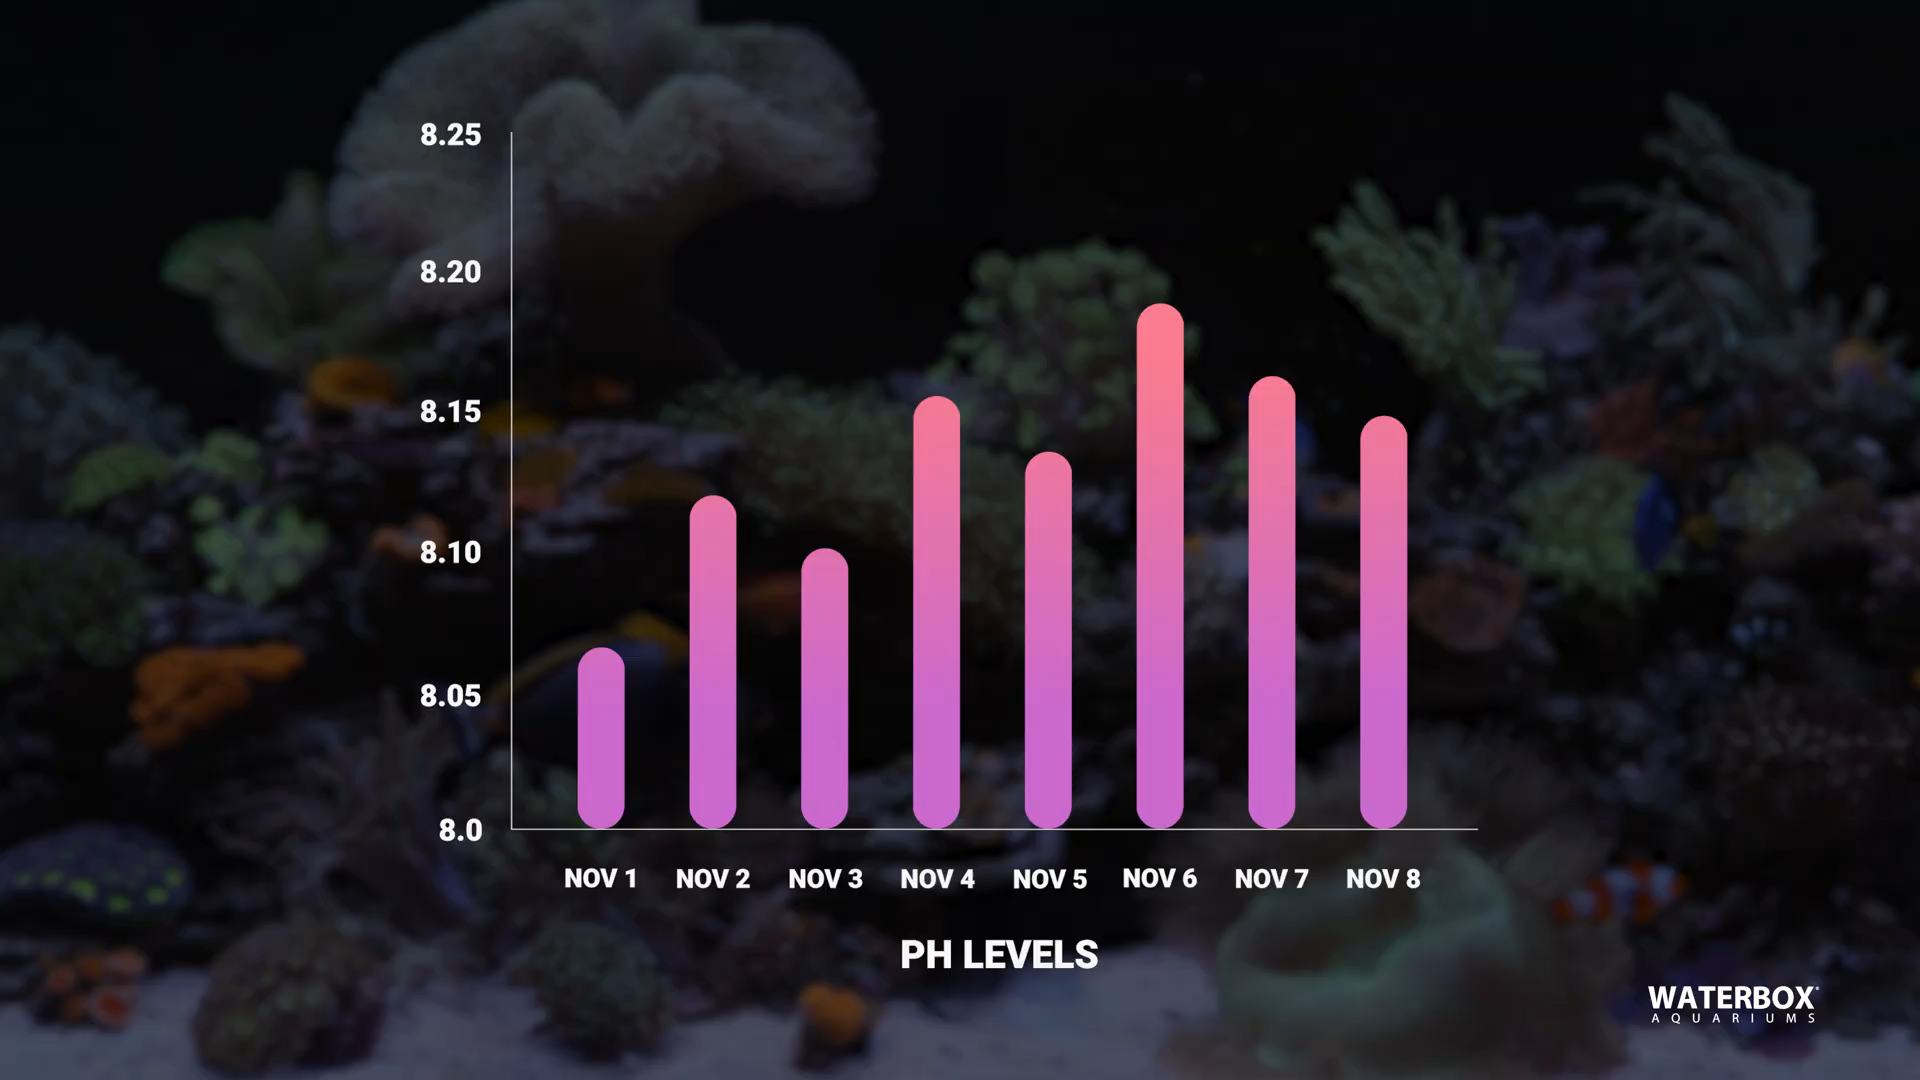 8.25
8.20
8.15
8.10
8.05
8.0
NOV 1 NOV 2 NOV 3 NOV 4 NOV 5 NOV 6 NOV 7 NOV 8
PH LEVELS
WATERBOX
AQUARIUMS